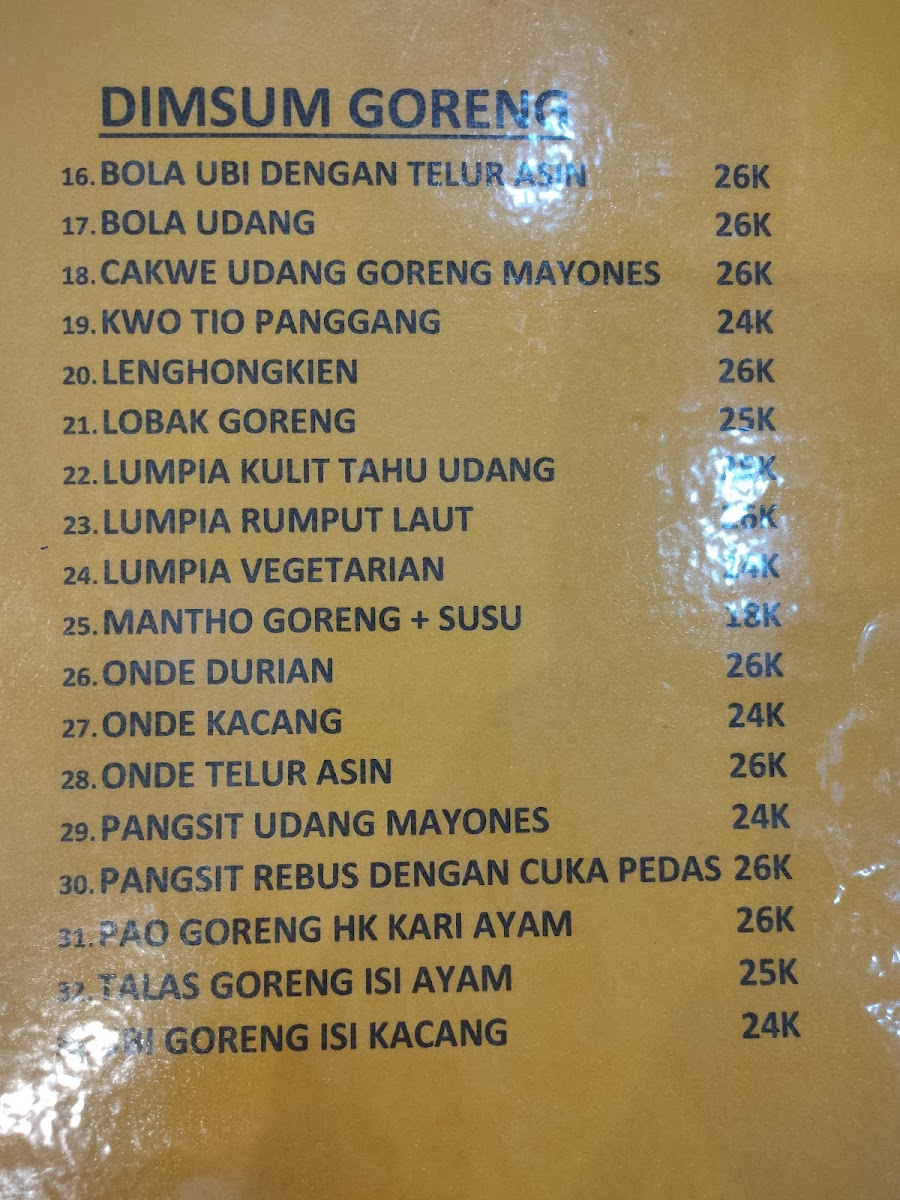 DIMSUM GORENG
16. BOLA UBI DENGAN TELUR ASIN 26K
17. BOLA UDANG 26K
18. CAKWE UDANG GORENG MAYONES 26K
19. KWO TIO PANGGANG 24K
20. LENGHONGKIEN 26K
21. LOBAK GORENG 25K
22. LUMPIA KULIT TAHU UDANG
23. LUMPIA RUMPUT LAUT 26K
24. LUMPIA VEGETARIAN 24K
25. MANTHO GORENG + SUSU 18K
26. ONDE DURIAN 26K
27. ONDE KACANG 24K
28. ONDE TELUR ASIN 26K
29. PANGSIT UDANG MAYONES 24K
30. PANGSIT REBUS DENGAN CUKA PEDAS 26K
31. PAO GORENG HK KARI AYAM 26K
32. TALAS GORENG ISI AYAM 25K
UBI GORENG ISI KACANG 24K